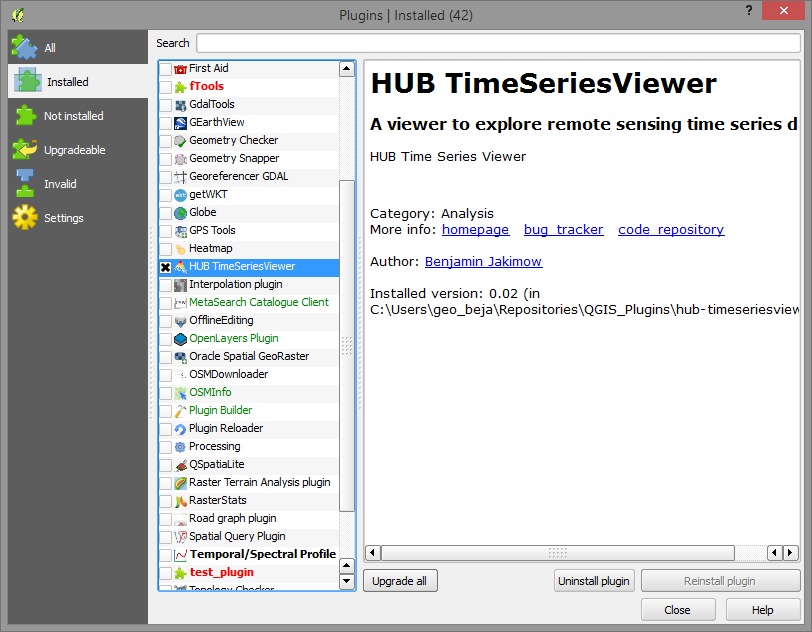 Plugins | Installed (42)
?
All
Installed
Not installed
Upgradeable
Invalid
Settings
Search
First Aid
fTools
GdalTools
GEarthView
Geometry Checker
Geometry Snapper
Georeferencer GDAL
getWKT
Globe
GPS Tools
Heatmap
HUB TimeSeriesViewer
Interpolation plugin
MetaSearch Catalogue Client
OfflineEditing
OpenLayers Plugin
Oracle Spatial GeoRaster
OSMDownloader
OSMInfo
Plugin Builder
Plugin Reloader
Processing
QSpatiaLite
Raster Terrain Analysis plugin
RasterStats
Road graph plugin
Spatial Query Plugin
Temporal/Spectral Profile
test_plugin
Topology Checker
HUB TimeSeriesViewer
A viewer to explore remote sensing time series d
HUB Time Series Viewer
Category: Analysis
More info: homepage bug_tracker code_repository
Author: Benjamin Jakimow
Installed version: 0.02 (in
C:\Users\geo_beja\Repositories\QGIS_Plugins\hub-timeseriesview
Upgrade all
Uninstall plugin
Reinstall plugin
Close
Help